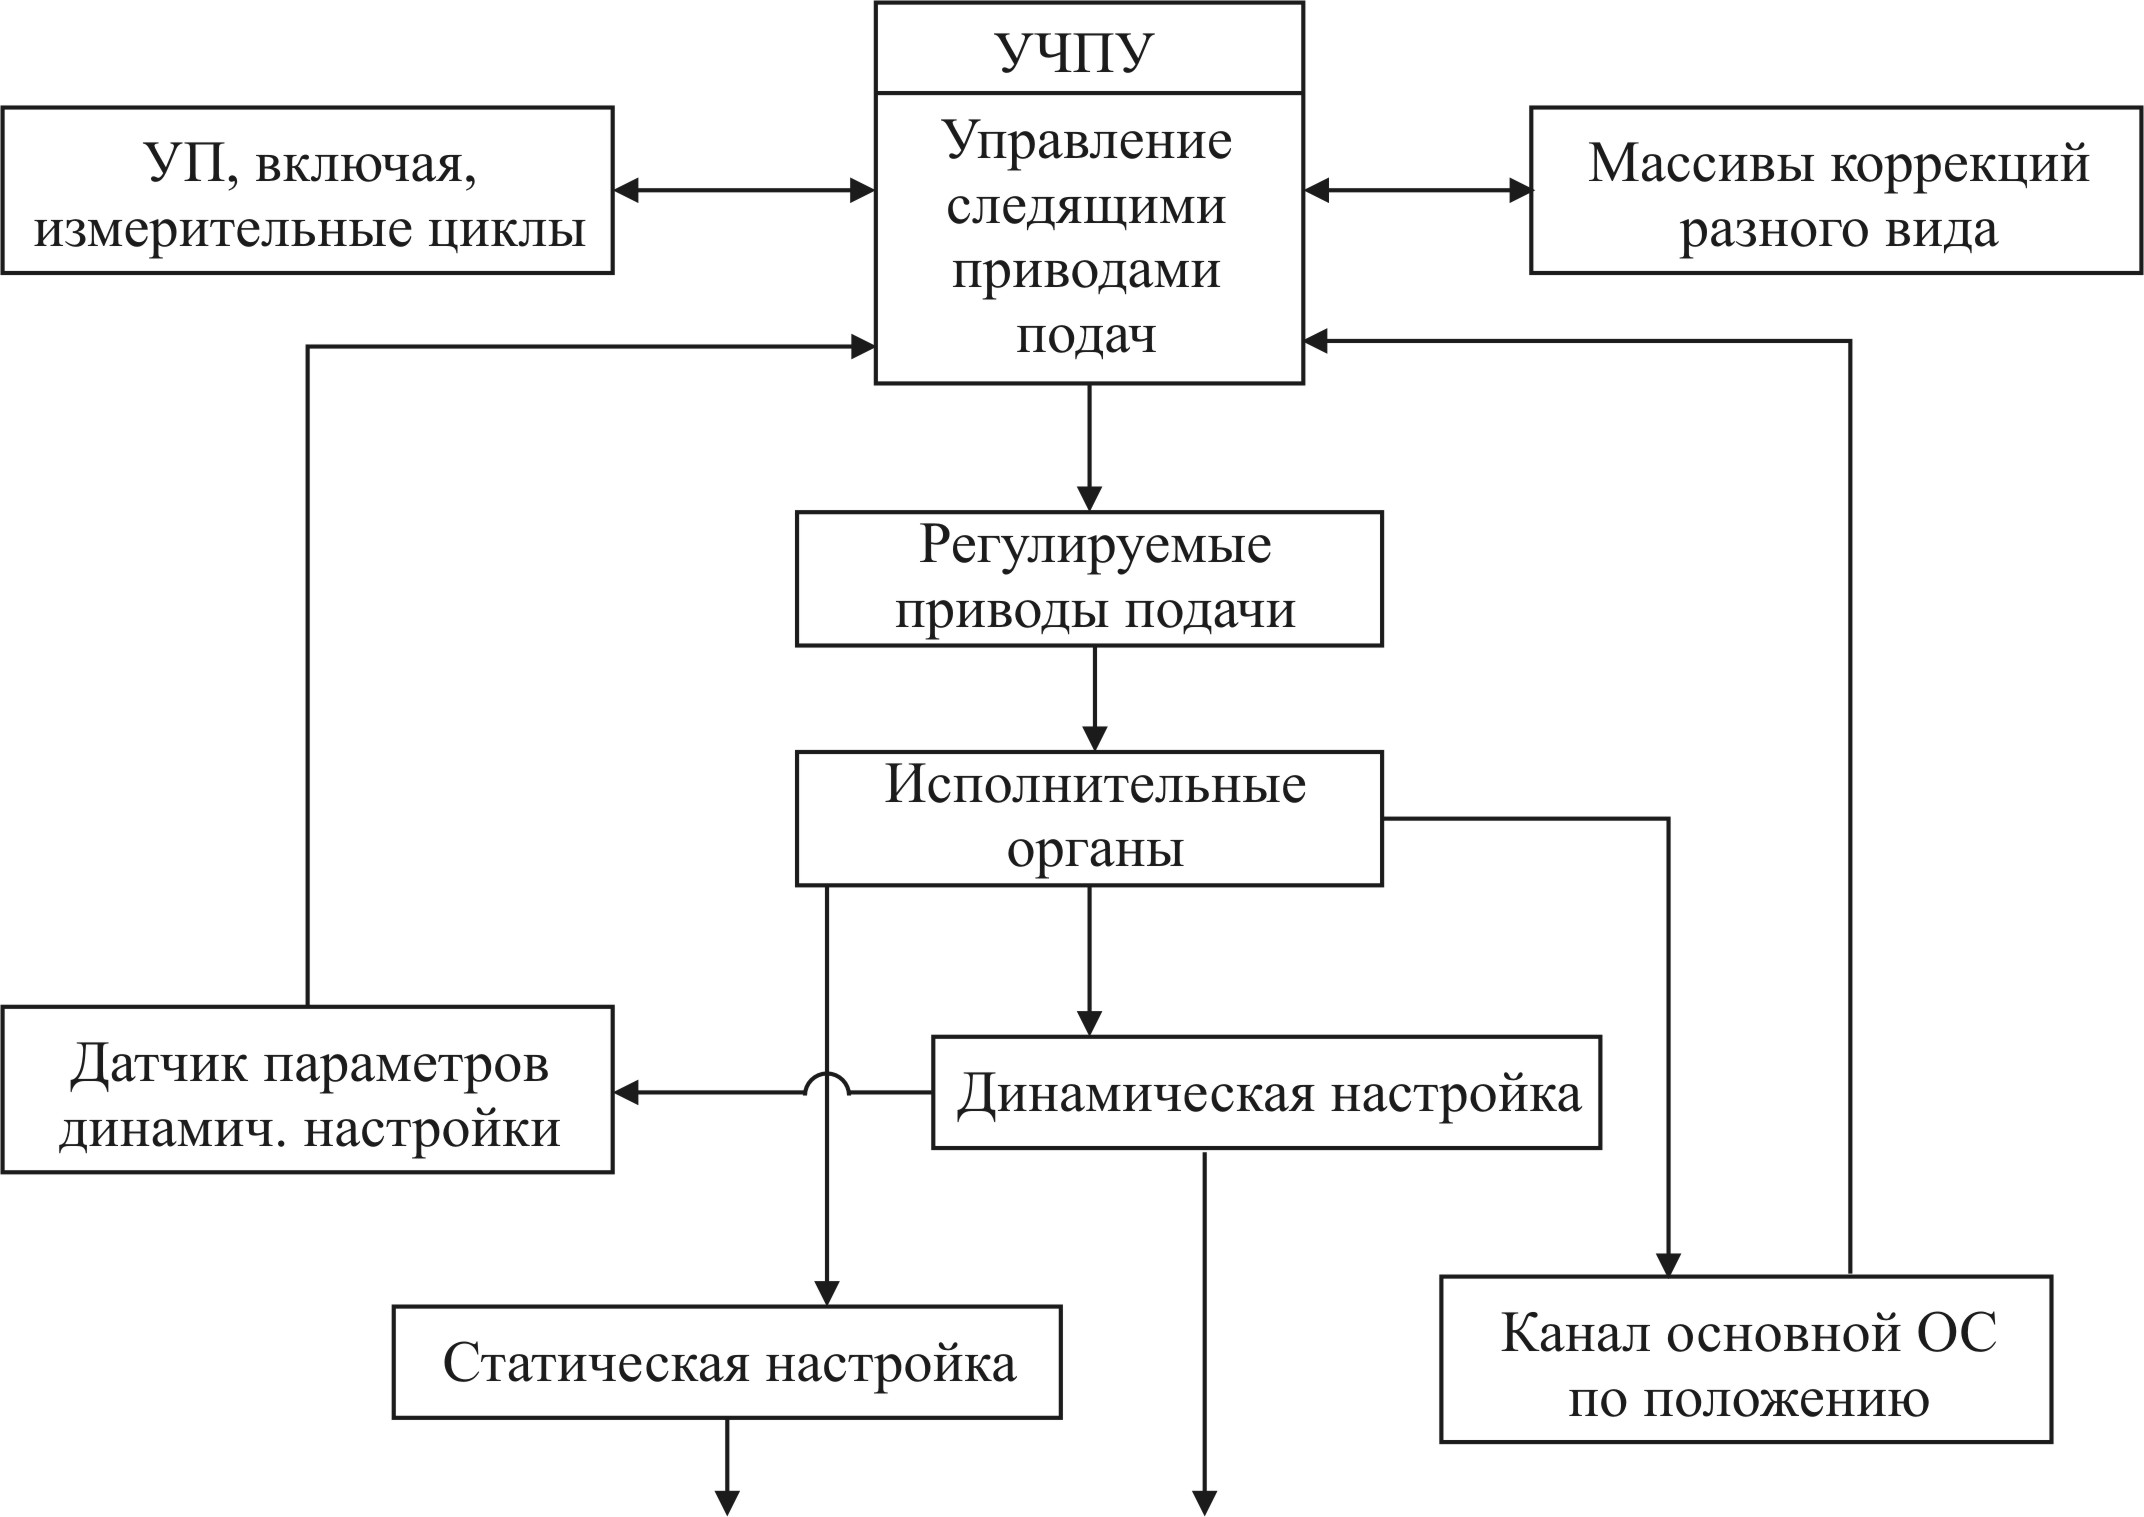 УЧПУ
Управление
следящими
приводами
подач
УП, включая,
измерительные циклы
Массивы коррекций
разного вида
Регулируемые
приводы подачи
Исполнительные
органы
Датчик параметров
динамич. настройки
Динамическая настройка
Статическая настройка
Канал основной ОС
по положению